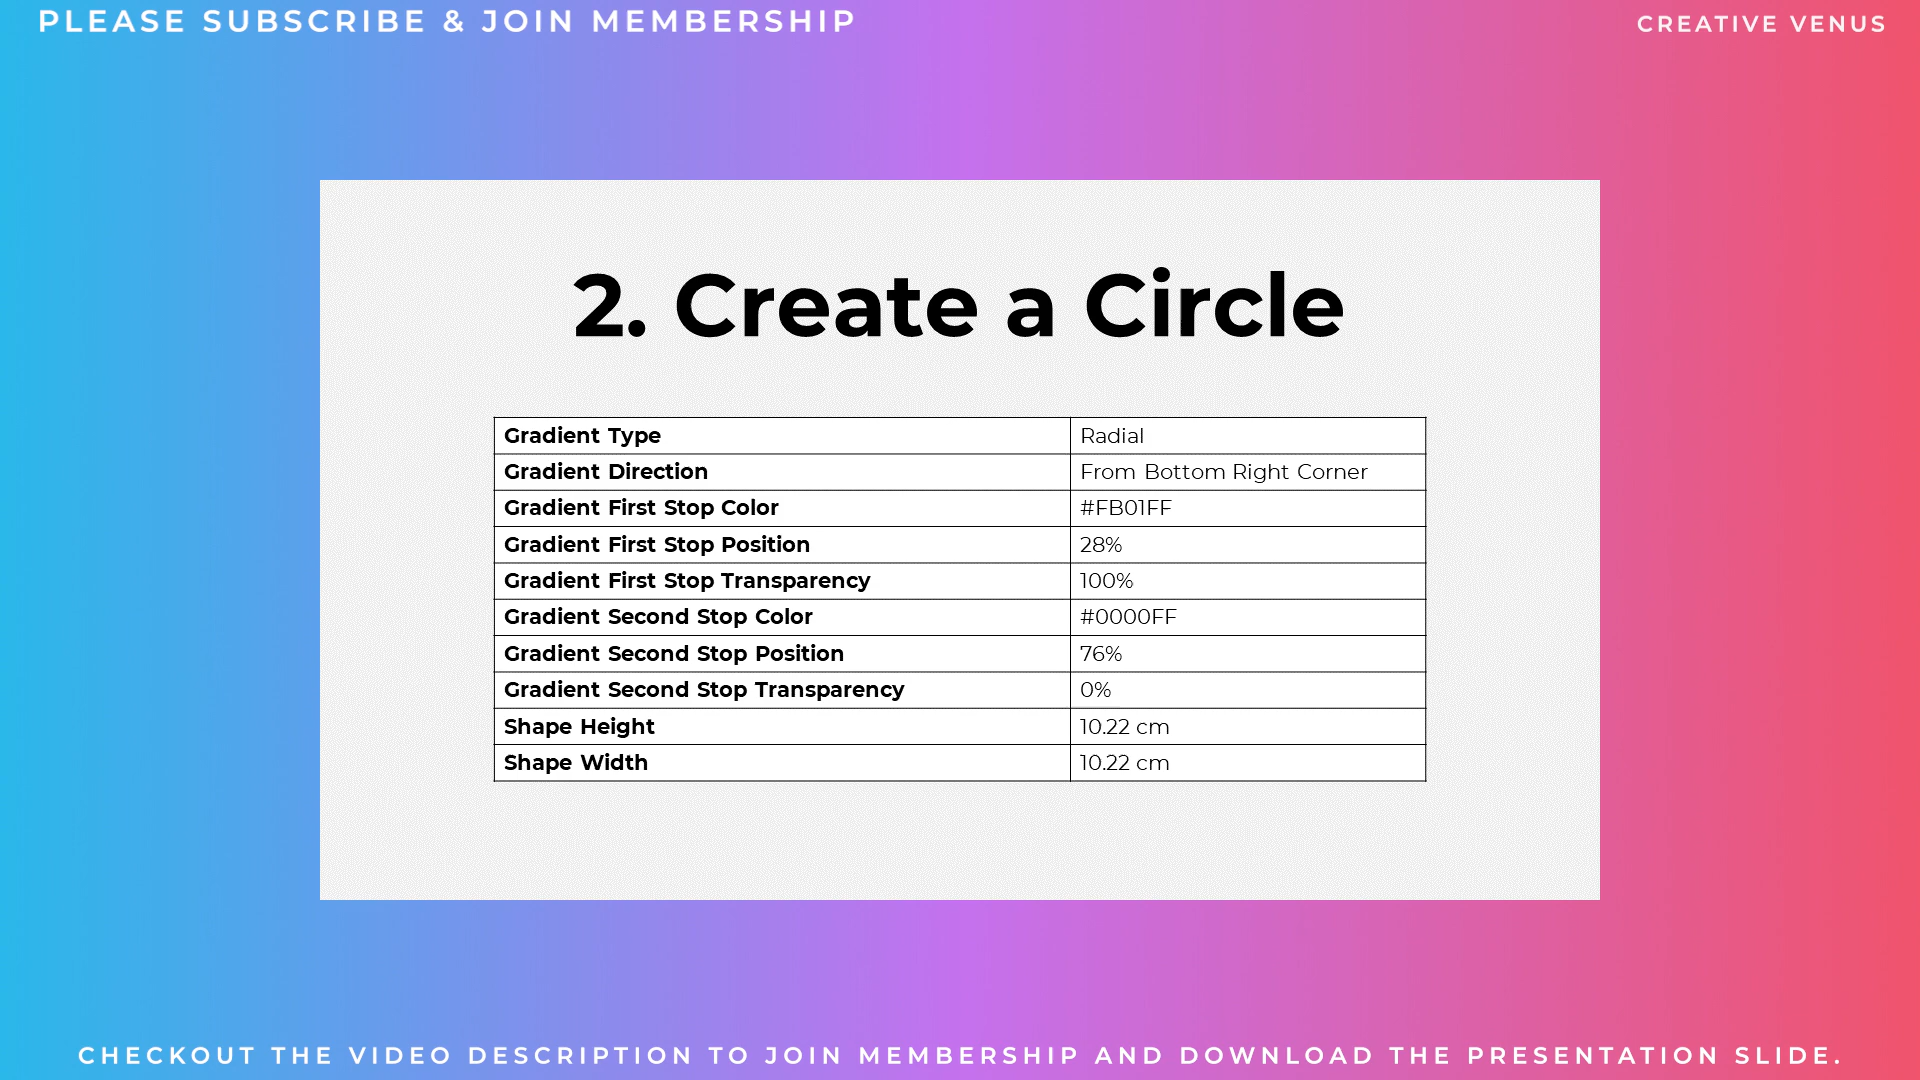 PLEASE SUBSCRIBE & JOIN MEMBERSHIP
CREATIVE VENUS
2. Create a Circle
Gradient Type Radial
Gradient Direction From Bottom Right Corner
Gradient First Stop Color #FB01FF
Gradient First Stop Position 28%
Gradient First Stop Transparency 100%
Gradient Second Stop Color #0000FF
Gradient Second Stop Position 76%
Gradient Second Stop Transparency 0%
Shape Height 10.22 cm
Shape Width 10.22 cm
CHECKOUT THE VIDEO DESCRIPTION TO JOIN MEMBERSHIP AND DOWNLOAD THE PRESENTATION SLIDE.